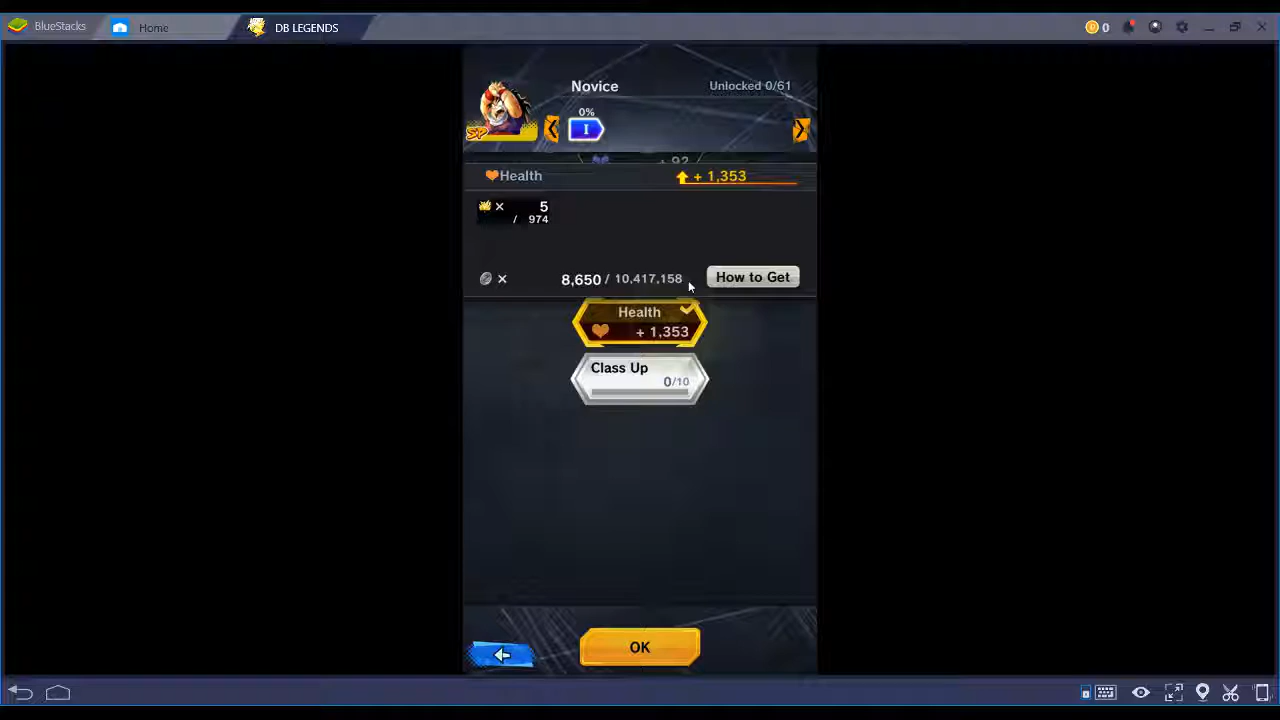 BlueStacks Home DB LEGENDS 0
Novice Unlocked 0/61
0%
SP I
+ 92
Health + 1,353
× 5
/ 974
× 8,650 / 10,417,158 How to Get
Health
+ 1,353
Class Up
0/10
OK